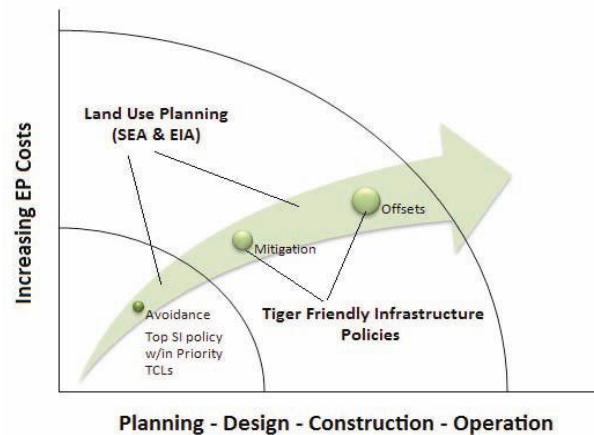 Land Use Planning
(SEA & EIA)
Increasing EP Costs
Offsets
Mitigation
Tiger Friendly Infrastructure
Policies
Avoidance
Top SI policy
w/in Priority
TCLs
Planning - Design - Construction - Operation